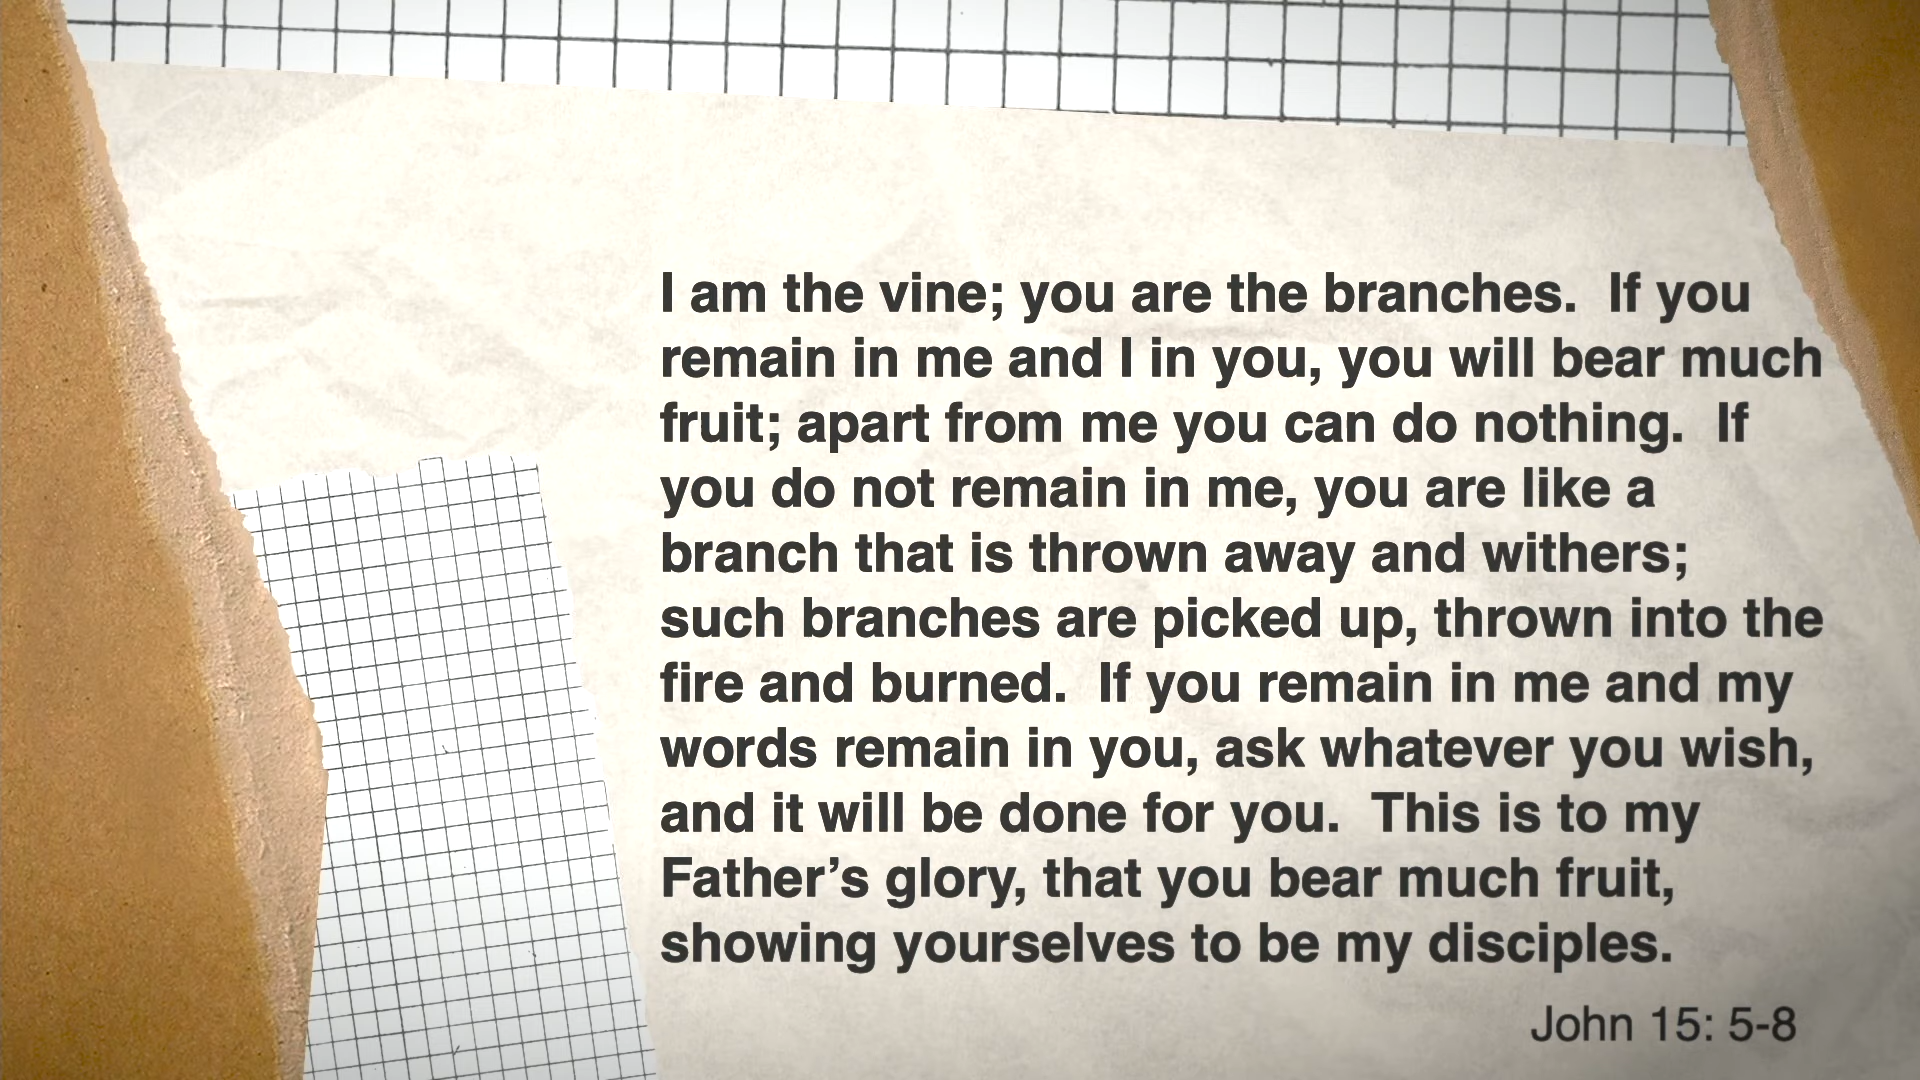 I am the vine; you are the branches.  If you
remain in me and I in you, you will bear much
fruit; apart from me you can do nothing.  If
you do not remain in me, you are like a
branch that is thrown away and withers;
such branches are picked up, thrown into the
fire and burned.  If you remain in me and my
words remain in you, ask whatever you wish,
and it will be done for you.  This is to my
Father’s glory, that you bear much fruit,
showing yourselves to be my disciples.
John 15: 5-8